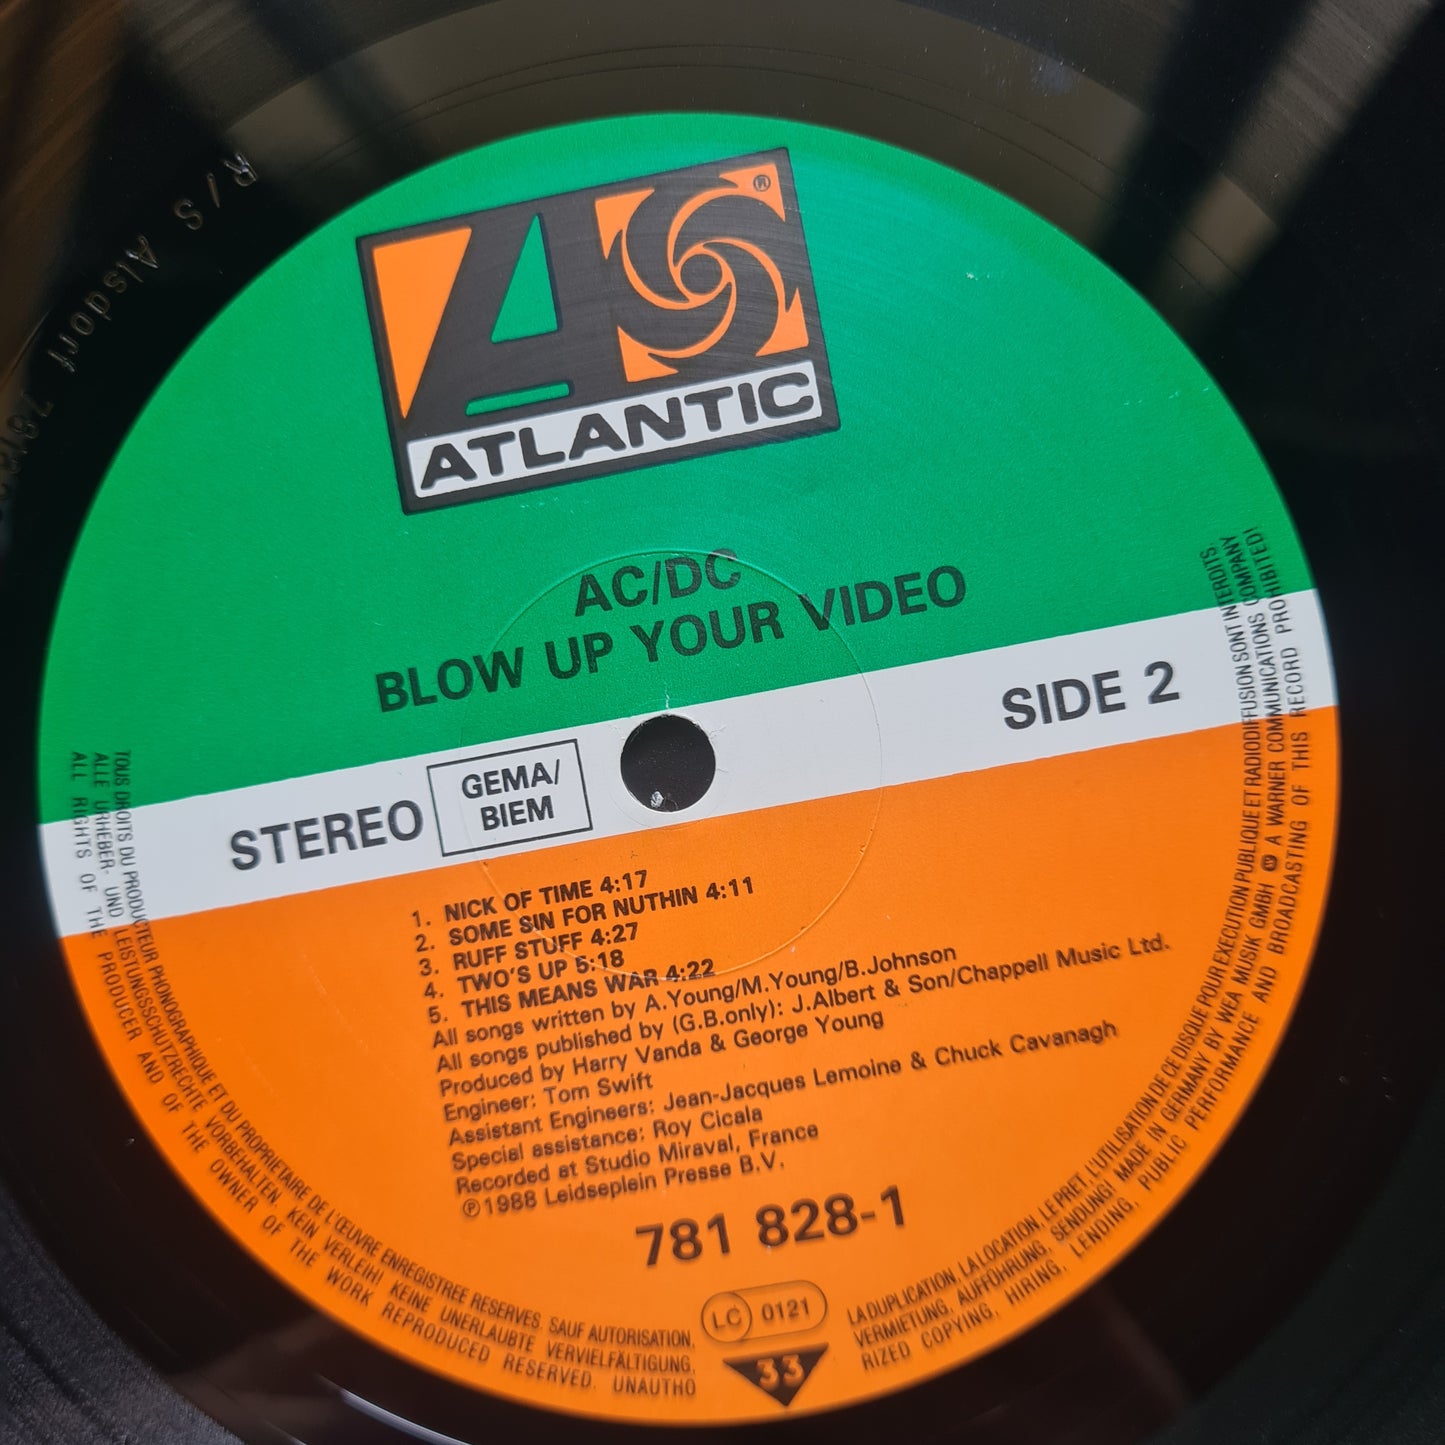 R/S Alsdorf
®
ATLANTIC
AC/DC
BLOW UP YOUR VIDEO
STEREO
GEMA/
BIEM
SIDE 2
1. NICK OF TIME 4:17
2. SOME SIN FOR NUTHIN 4:11
3. RUFF STUFF 4:27
4. TWO'S UP 5:18
5. THIS MEANS WAR 4:22
All songs written by A.Young/M.Young/B.Johnson
All songs published by (G.B.only): J.Albert & Son/Chappell Music Ltd.
Produced by Harry Vanda & George Young
Engineer: Tom Swift
Assistant Engineers: Jean-Jacques Lemoine & Chuck Cavanagh
Special assistance: Roy Cicala
Recorded at Studio Miraval, France
℗1988 Leidseplein Presse B.V.
781 828-1
LC 0121
33
TOUS DROITS DU PRODUCTEUR PHONOGRAPHIQUE ET DU PROPRIETAIRE DE L'ŒUVRE ENREGISTREE RESERVES. SAUF AUTORISATION, LA DUPLICATION, LA LOCATION, LE PRET, L'UTILISATION DE CE DISQUE POUR EXECUTION PUBLIQUE ET RADIODIFFUSION SONT INTERDITS.
ALLE URHEBER- UND LEISTUNGSSCHUTZRECHTE VORBEHALTEN. KEIN VERLEIH! KEINE UNERLAUBTE VERVIELFÄLTIGUNG, VERMIETUNG, AUFFÜHRUNG, SENDUNG! MADE IN GERMANY BY WEA MUSIK GMBH A WARNER COMMUNICATIONS COMPANY
ALL RIGHTS OF THE PRODUCER AND OF THE OWNER OF THE WORK REPRODUCED RESERVED. UNAUTHORIZED COPYING, HIRING, LENDING, PUBLIC PERFORMANCE AND BROADCASTING OF THIS RECORD PROHIBITED!